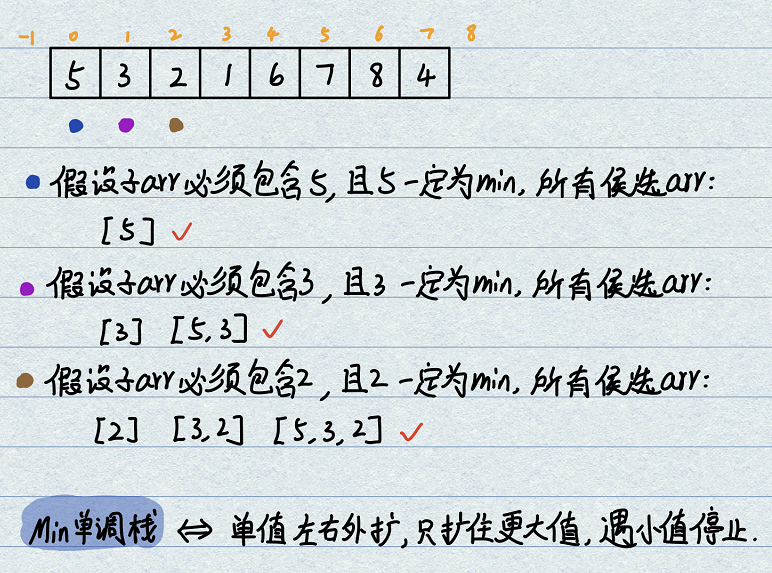 -1 0 1 2 3 4 5 6 7 8
5 3 2 1 6 7 8 4
假设子arr必须包含5,且5一定为min,所有侯选arr:
[5] ✓
假设子arr必须包含3,且3一定为min,所有侯选arr:
[3] [5,3] ✓
假设子arr必须包含2,且2一定为min,所有侯选arr:
[2] [3,2] [5,3,2] ✓
Min单调栈 ⇔ 单值左右外扩,只扩住更大值,遇小值停止.